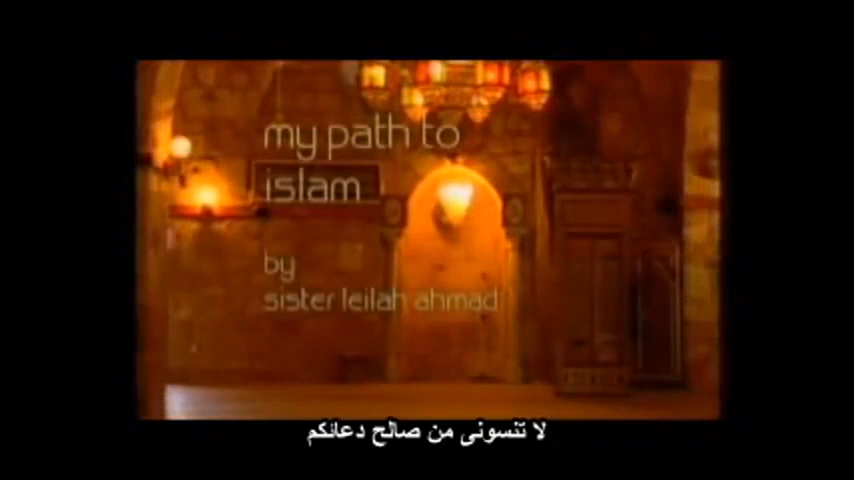 my path to
islam
by
sister leilah ahmad
لا تنسونى من صالح دعائكم